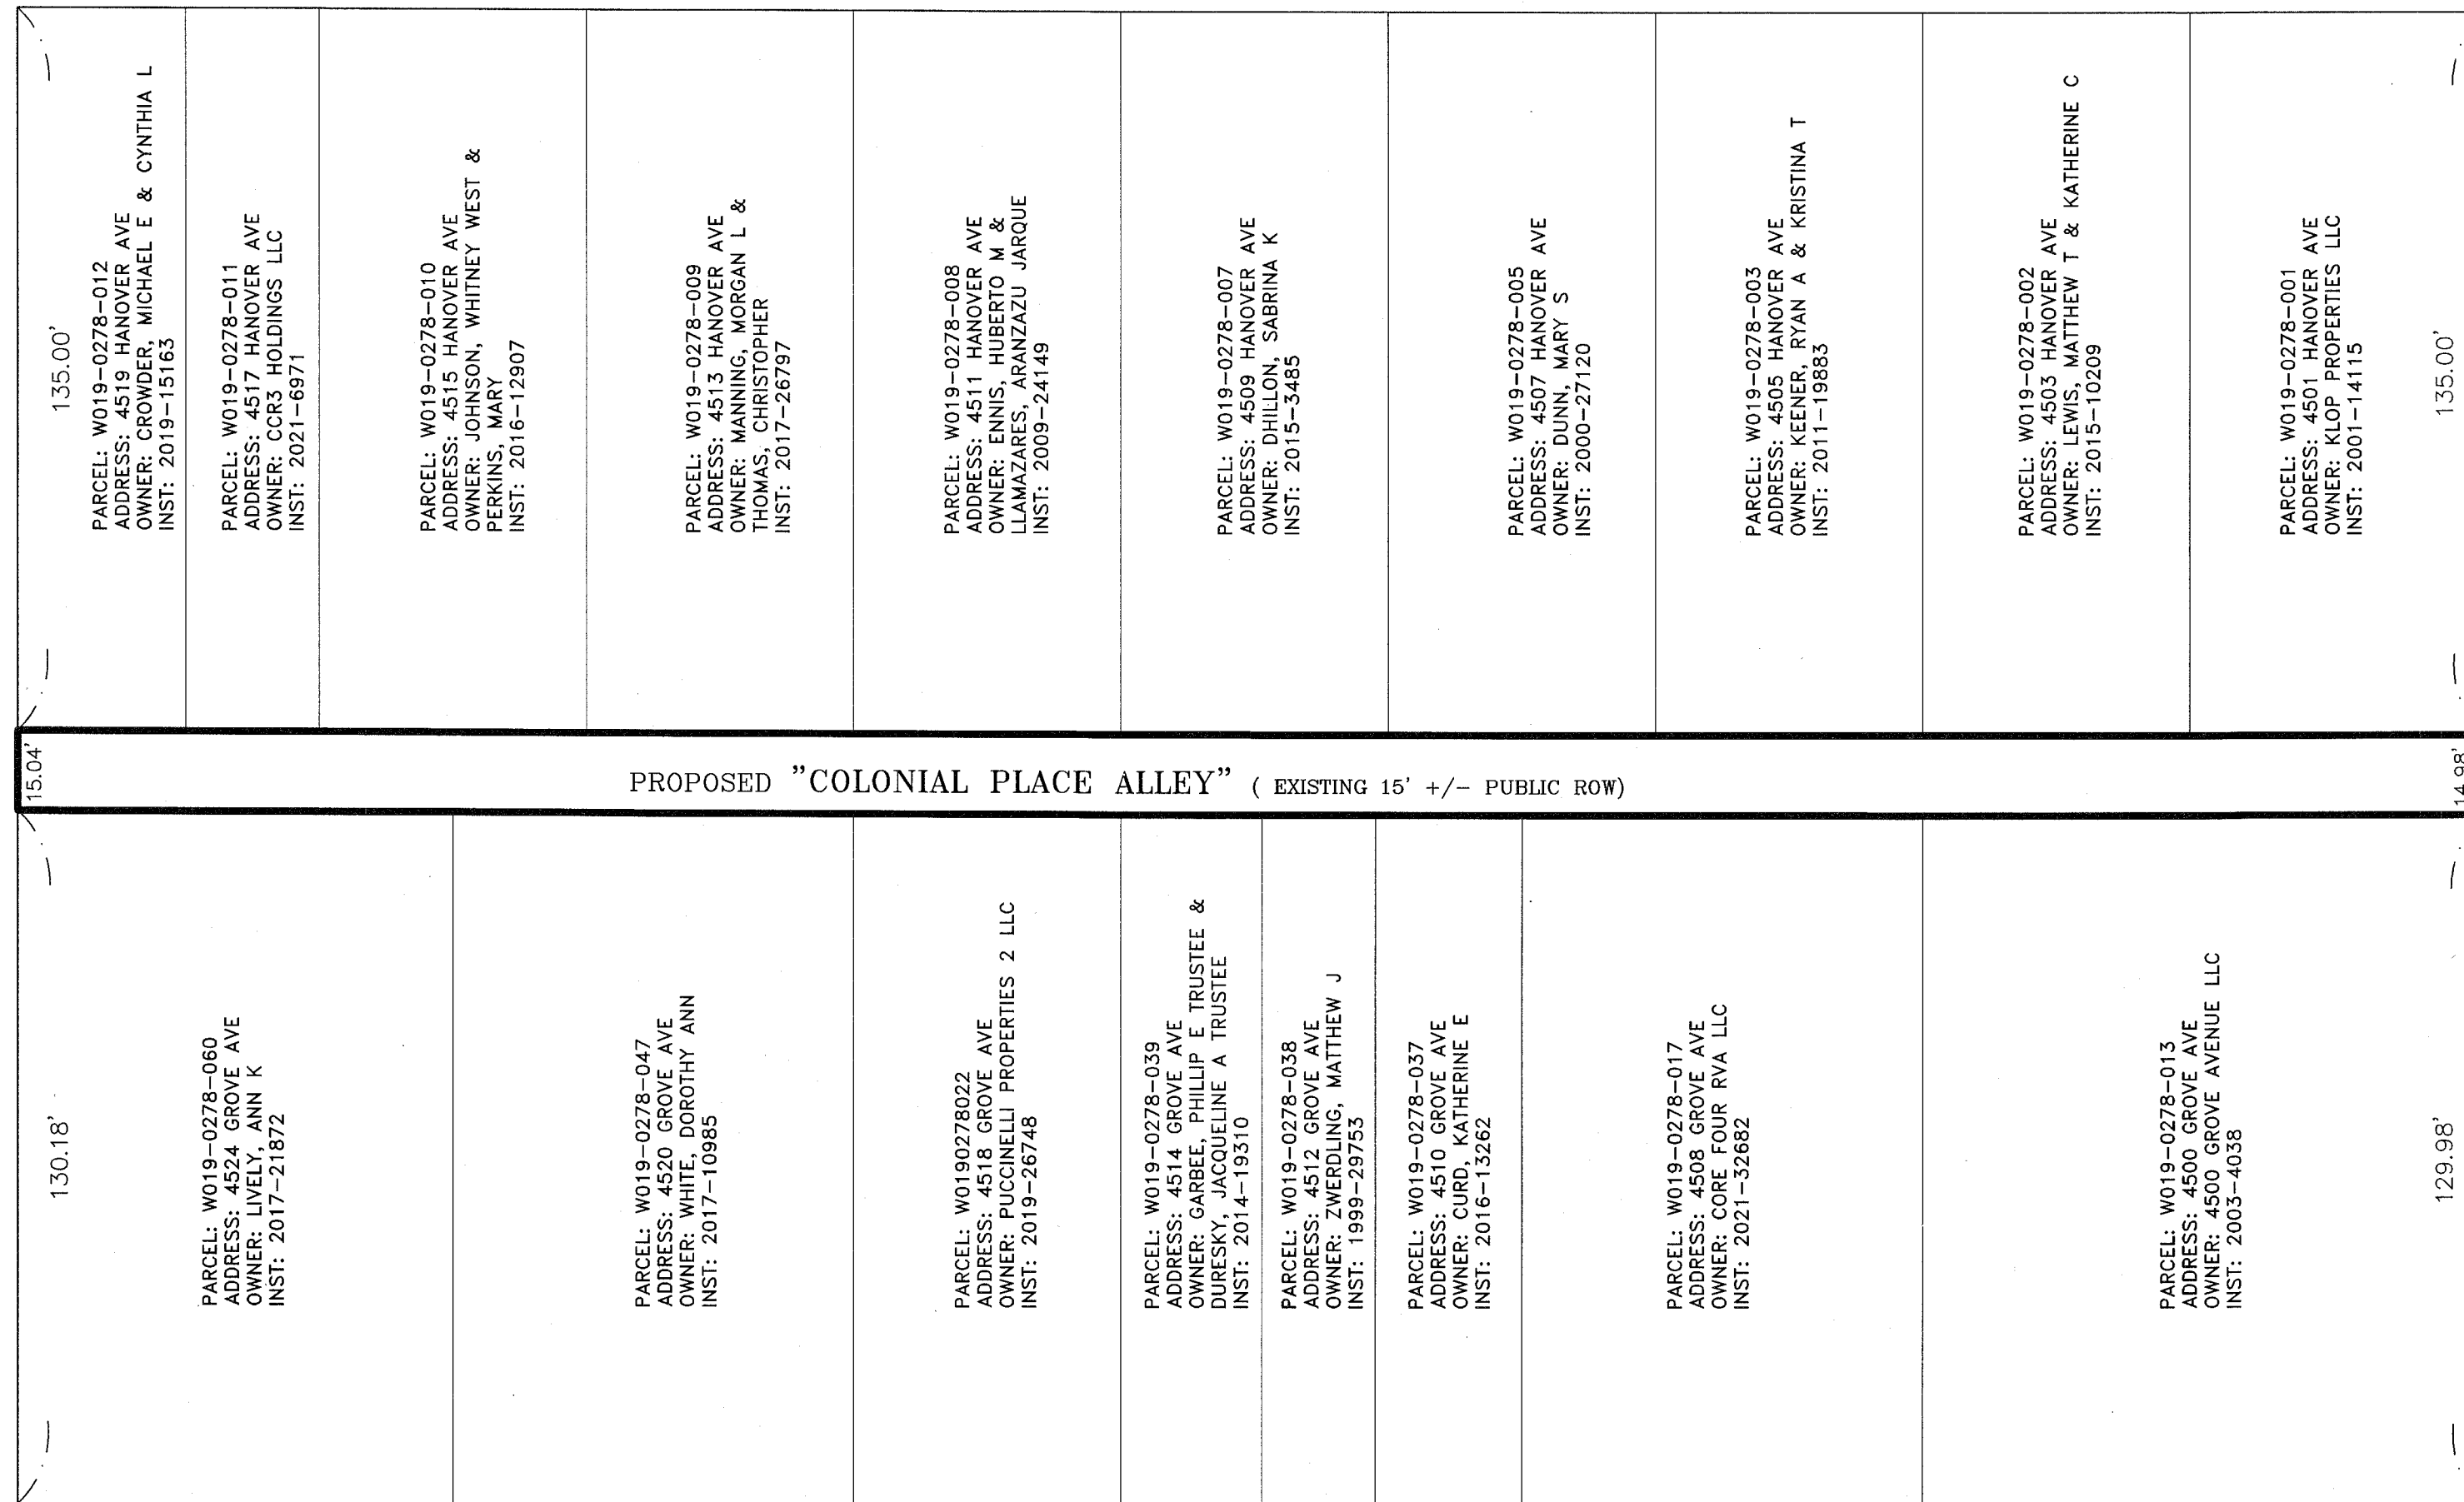 135.00'
PARCEL: W019-0278-012
ADDRESS: 4519 HANOVER AVE
OWNER: CROWDER, MICHAEL E & CYNTHIA L
INST: 2019-15163
PARCEL: W019-0278-011
ADDRESS: 4517 HANOVER AVE
OWNER: CCR3 HOLDINGS LLC
INST: 2021-6971
PARCEL: W019-0278-010
ADDRESS: 4515 HANOVER AVE
OWNER: JOHNSON, WHITNEY WEST &
PERKINS, MARY
INST: 2016-12907
PARCEL: W019-0278-009
ADDRESS: 4513 HANOVER AVE
OWNER: MANNING, MORGAN L &
THOMAS, CHRISTOPHER
INST: 2017-26797
PARCEL: W019-0278-008
ADDRESS: 4511 HANOVER AVE
OWNER: ENNIS, HUBERTO M &
LLAMAZARES, ARANZAZU JARQUE
INST: 2009-24149
PARCEL: W019-0278-007
ADDRESS: 4509 HANOVER AVE
OWNER: DHILLON, SABRINA K
INST: 2015-3485
PARCEL: W019-0278-005
ADDRESS: 4507 HANOVER AVE
OWNER: DUNN, MARY S
INST: 2000-27120
PARCEL: W019-0278-003
ADDRESS: 4505 HANOVER AVE
OWNER: KEENER, RYAN A & KRISTINA T
INST: 2011-19883
PARCEL: W019-0278-002
ADDRESS: 4503 HANOVER AVE
OWNER: LEWIS, MATTHEW T & KATHERINE C
INST: 2015-10209
PARCEL: W019-0278-001
ADDRESS: 4501 HANOVER AVE
OWNER: KLOP PROPERTIES LLC
INST: 2001-14115
135.00'
15.04'
PROPOSED "COLONIAL PLACE ALLEY" ( EXISTING 15' +/- PUBLIC ROW)
14.98'
130.18'
PARCEL: W019-0278-060
ADDRESS: 4524 GROVE AVE
OWNER: LIVELY, ANN K
INST: 2017-21872
PARCEL: W019-0278-047
ADDRESS: 4520 GROVE AVE
OWNER: WHITE, DOROTHY ANN
INST: 2017-10985
PARCEL: W0190278022
ADDRESS: 4518 GROVE AVE
OWNER: PUCCINELLI PROPERTIES 2 LLC
INST: 2019-26748
PARCEL: W019-0278-039
ADDRESS: 4514 GROVE AVE
OWNER: GARBEE, PHILLIP E TRUSTEE &
DURESKY, JACQUELINE A TRUSTEE
INST: 2014-19310
PARCEL: W019-0278-038
ADDRESS: 4512 GROVE AVE
OWNER: ZWERDLING, MATTHEW J
INST: 1999-29753
PARCEL: W019-0278-037
ADDRESS: 4510 GROVE AVE
OWNER: CURD, KATHERINE E
INST: 2016-13262
PARCEL: W019-0278-017
ADDRESS: 4508 GROVE AVE
OWNER: CORE FOUR RVA LLC
INST: 2021-32682
PARCEL: W019-0278-013
ADDRESS: 4500 GROVE AVE
OWNER: 4500 GROVE AVENUE LLC
INST: 2003-4038
129.98'